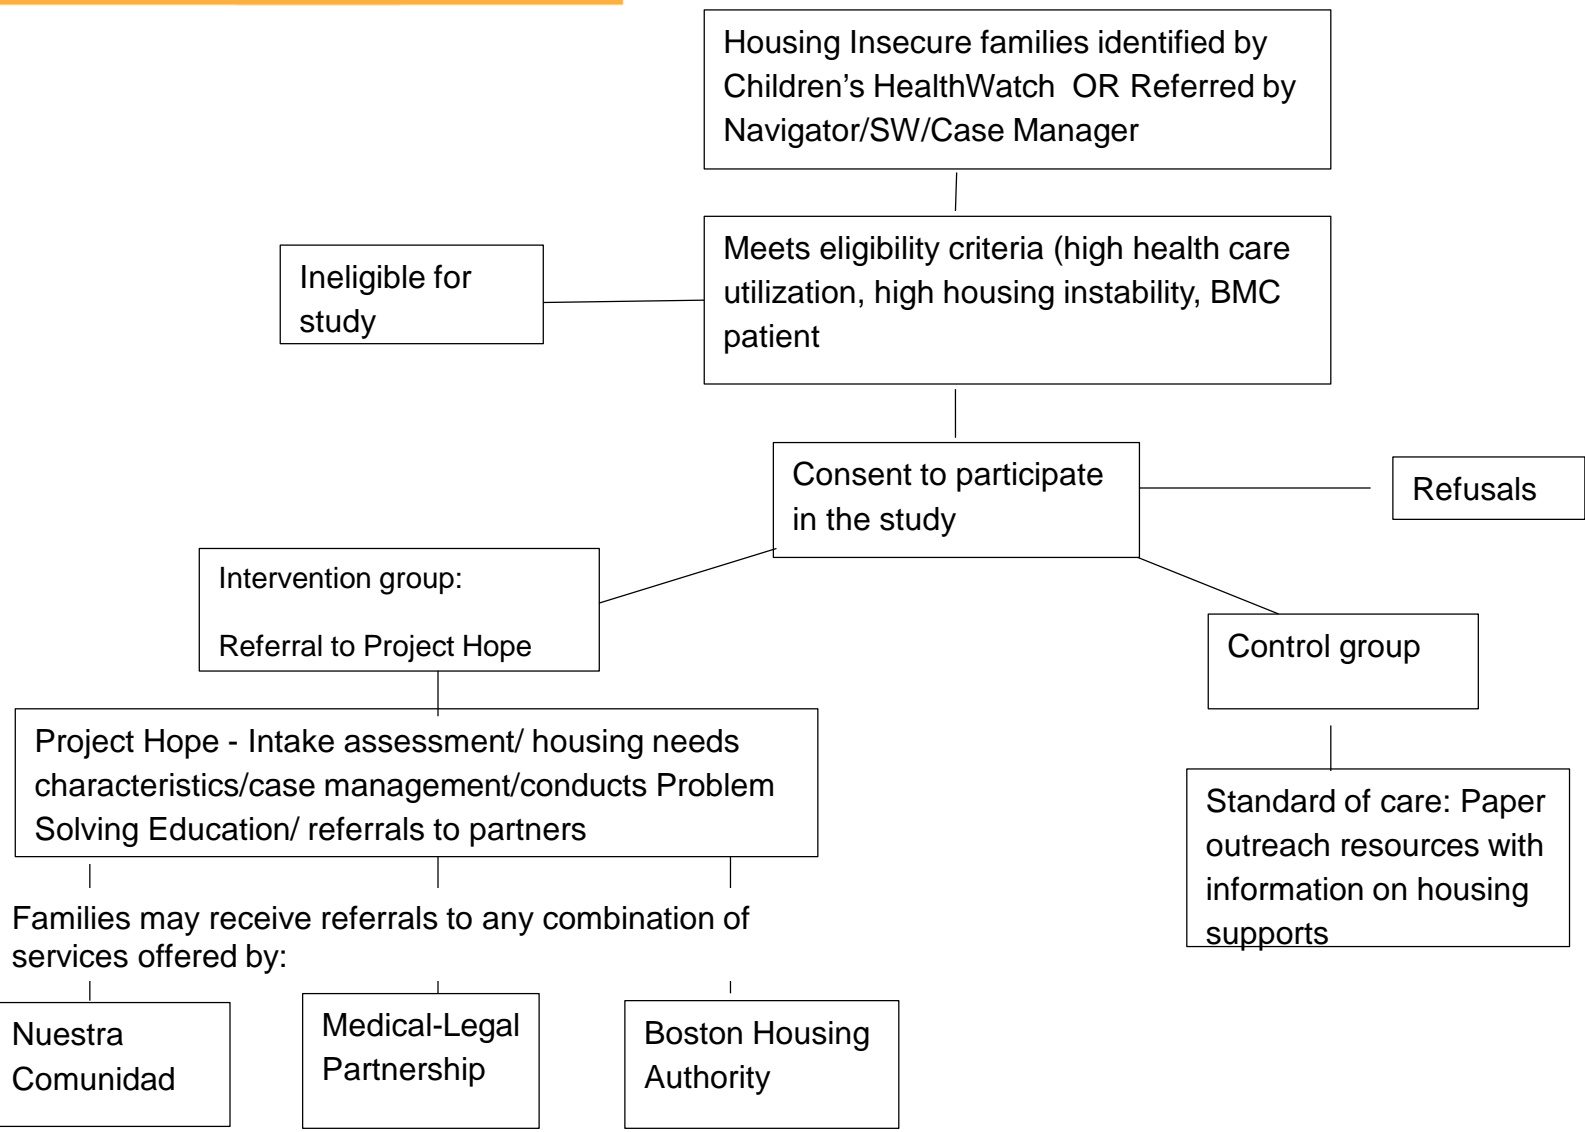 Housing Insecure families identified by
Children's HealthWatch  OR Referred by
Navigator/SW/Case Manager
Ineligible for
study
Meets eligibility criteria (high health care
utilization, high housing instability, BMC
patient
Consent to participate
in the study
Refusals
Intervention group:
Referral to Project Hope
Control group
Project Hope - Intake assessment/ housing needs
characteristics/case management/conducts Problem
Solving Education/ referrals to partners
Standard of care: Paper
outreach resources with
information on housing
supports
Families may receive referrals to any combination of
services offered by:
Nuestra
Comunidad
Medical-Legal
Partnership
Boston Housing
Authority